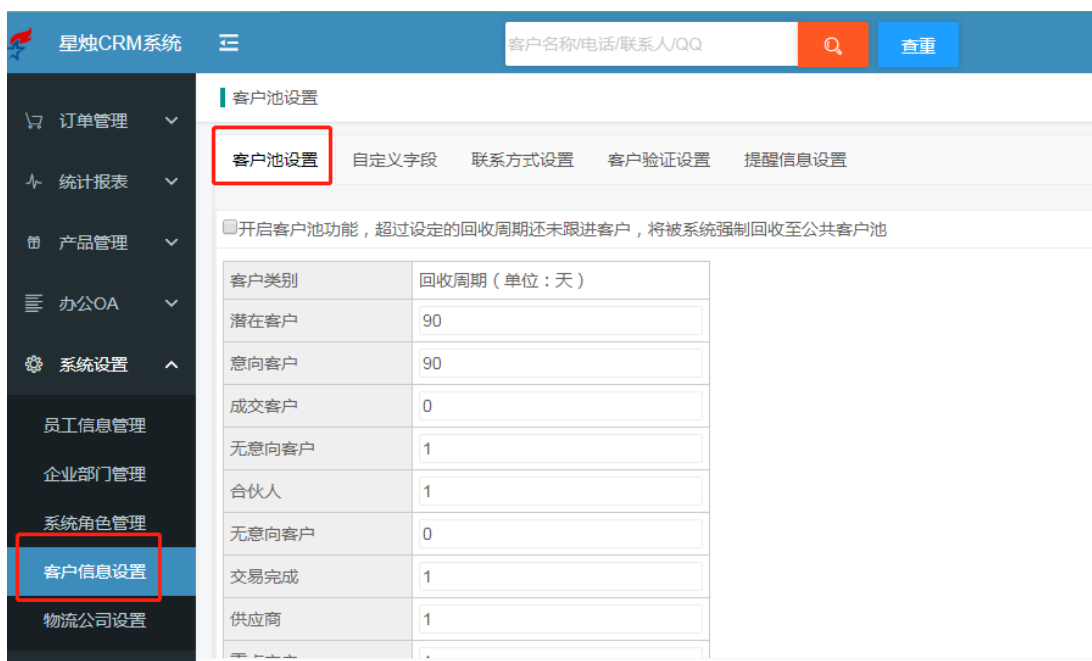 星烛CRM系统
客户名称/电话/联系人/QQ
查重
订单管理
统计报表
产品管理
办公OA
系统设置
员工信息管理
企业部门管理
系统角色管理
客户信息设置
物流公司设置
客户池设置
客户池设置 自定义字段 联系方式设置 客户验证设置 提醒信息设置
开启客户池功能，超过设定的回收周期还未跟进客户，将被系统强制回收至公共客户池
客户类别 回收周期（单位：天）
潜在客户 90
意向客户 90
成交客户 0
无意向客户 1
合伙人 1
无意向客户 0
交易完成 1
供应商 1